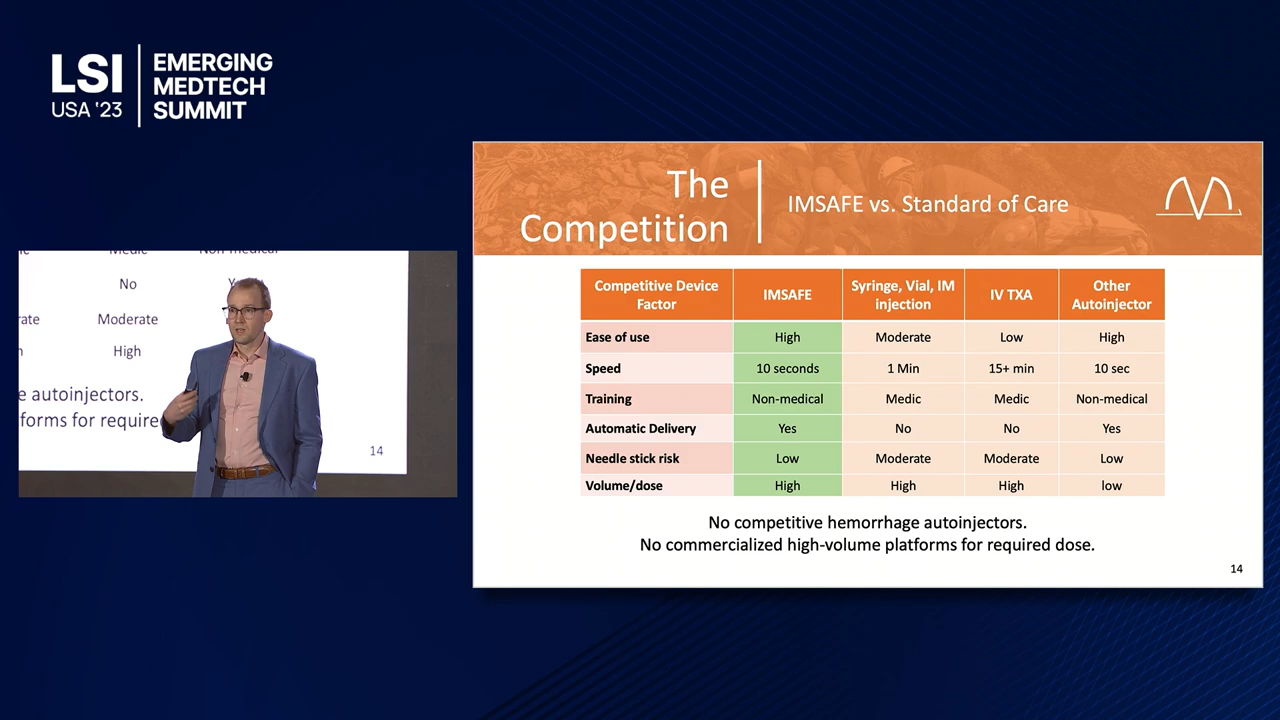 LSI
USA '23
EMERGING
MEDTECH
SUMMIT
The
Competition
IMSAFE vs. Standard of Care
Competitive Device Factor IMSAFE Syringe, Vial, IM injection IV TXA Other Autoinjector
Ease of use High Moderate Low High
Speed 10 seconds 1 Min 15+ min 10 sec
Training Non-medical Medic Medic Non-medical
Automatic Delivery Yes No No Yes
Needle stick risk Low Moderate Moderate Low
Volume/dose High High High low
No competitive hemorrhage autoinjectors.
No commercialized high-volume platforms for required dose.
14
No
Moderate
High
e autoinjectors.
forms for require
14